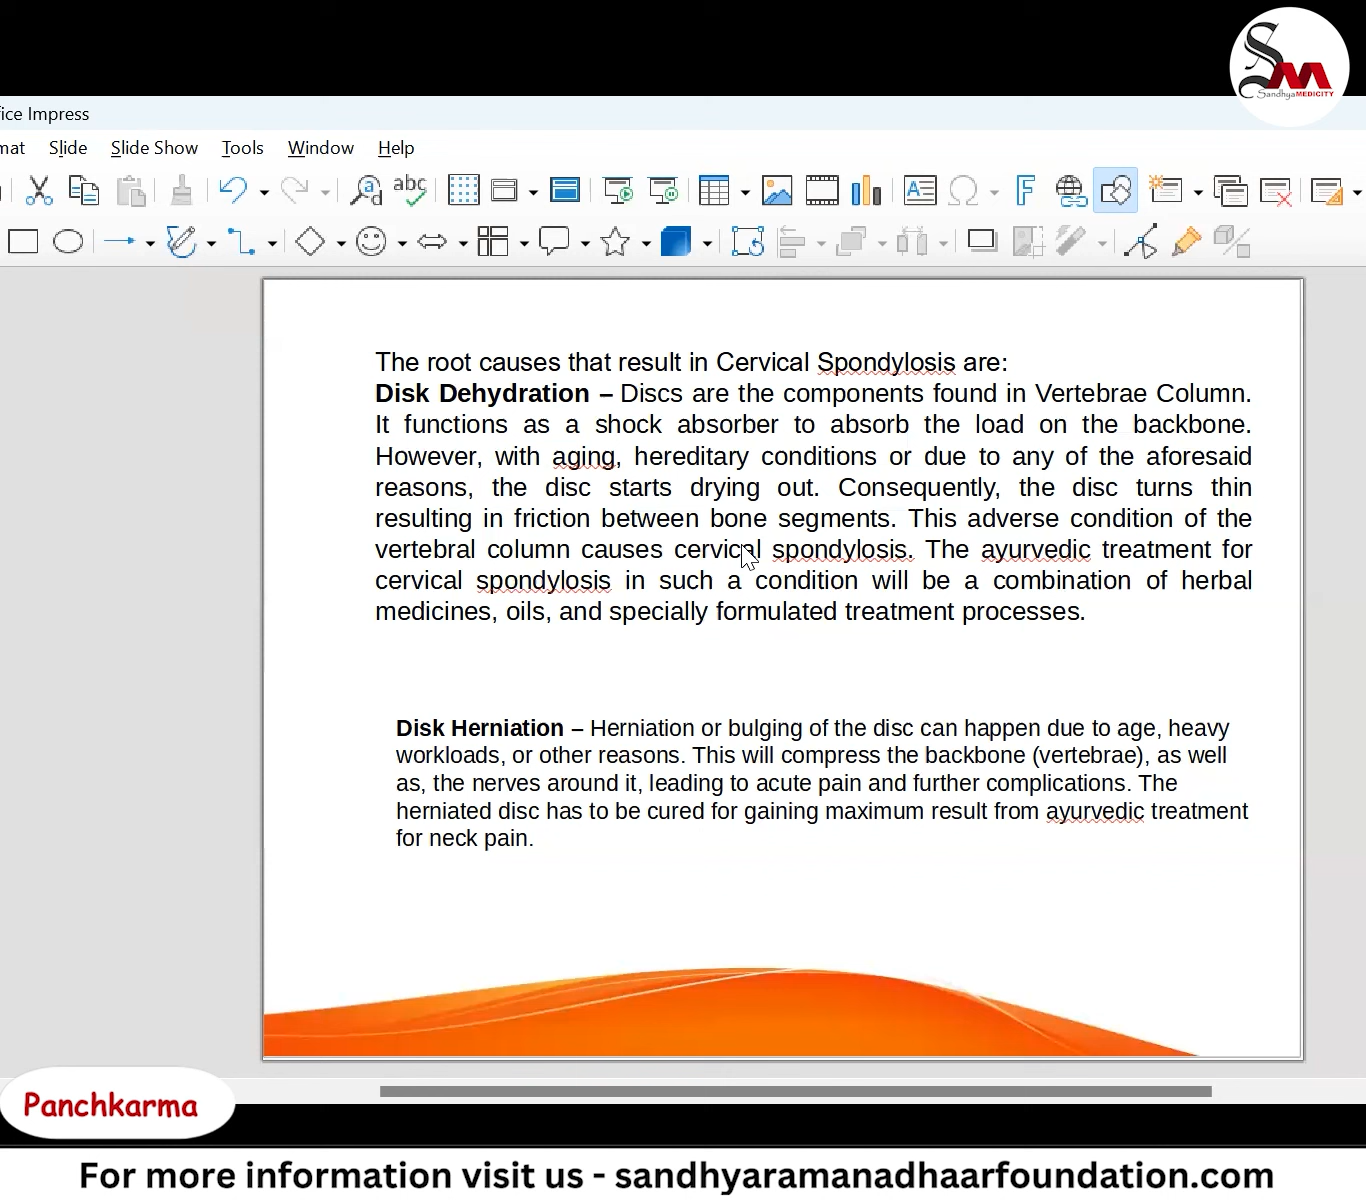 SM
Sandhya MEDICITY
ice Impress
mat Slide Slide Show Tools Window Help
The root causes that result in Cervical Spondylosis are:
Disk Dehydration – Discs are the components found in Vertebrae Column.
It functions as a shock absorber to absorb the load on the backbone.
However, with aging, hereditary conditions or due to any of the aforesaid
reasons, the disc starts drying out. Consequently, the disc turns thin
resulting in friction between bone segments. This adverse condition of the
vertebral column causes cervical spondylosis. The ayurvedic treatment for
cervical spondylosis in such a condition will be a combination of herbal
medicines, oils, and specially formulated treatment processes.
Disk Herniation – Herniation or bulging of the disc can happen due to age, heavy
workloads, or other reasons. This will compress the backbone (vertebrae), as well
as, the nerves around it, leading to acute pain and further complications. The
herniated disc has to be cured for gaining maximum result from ayurvedic treatment
for neck pain.
Panchkarma
For more information visit us - sandhyaramanadhaarfoundation.com